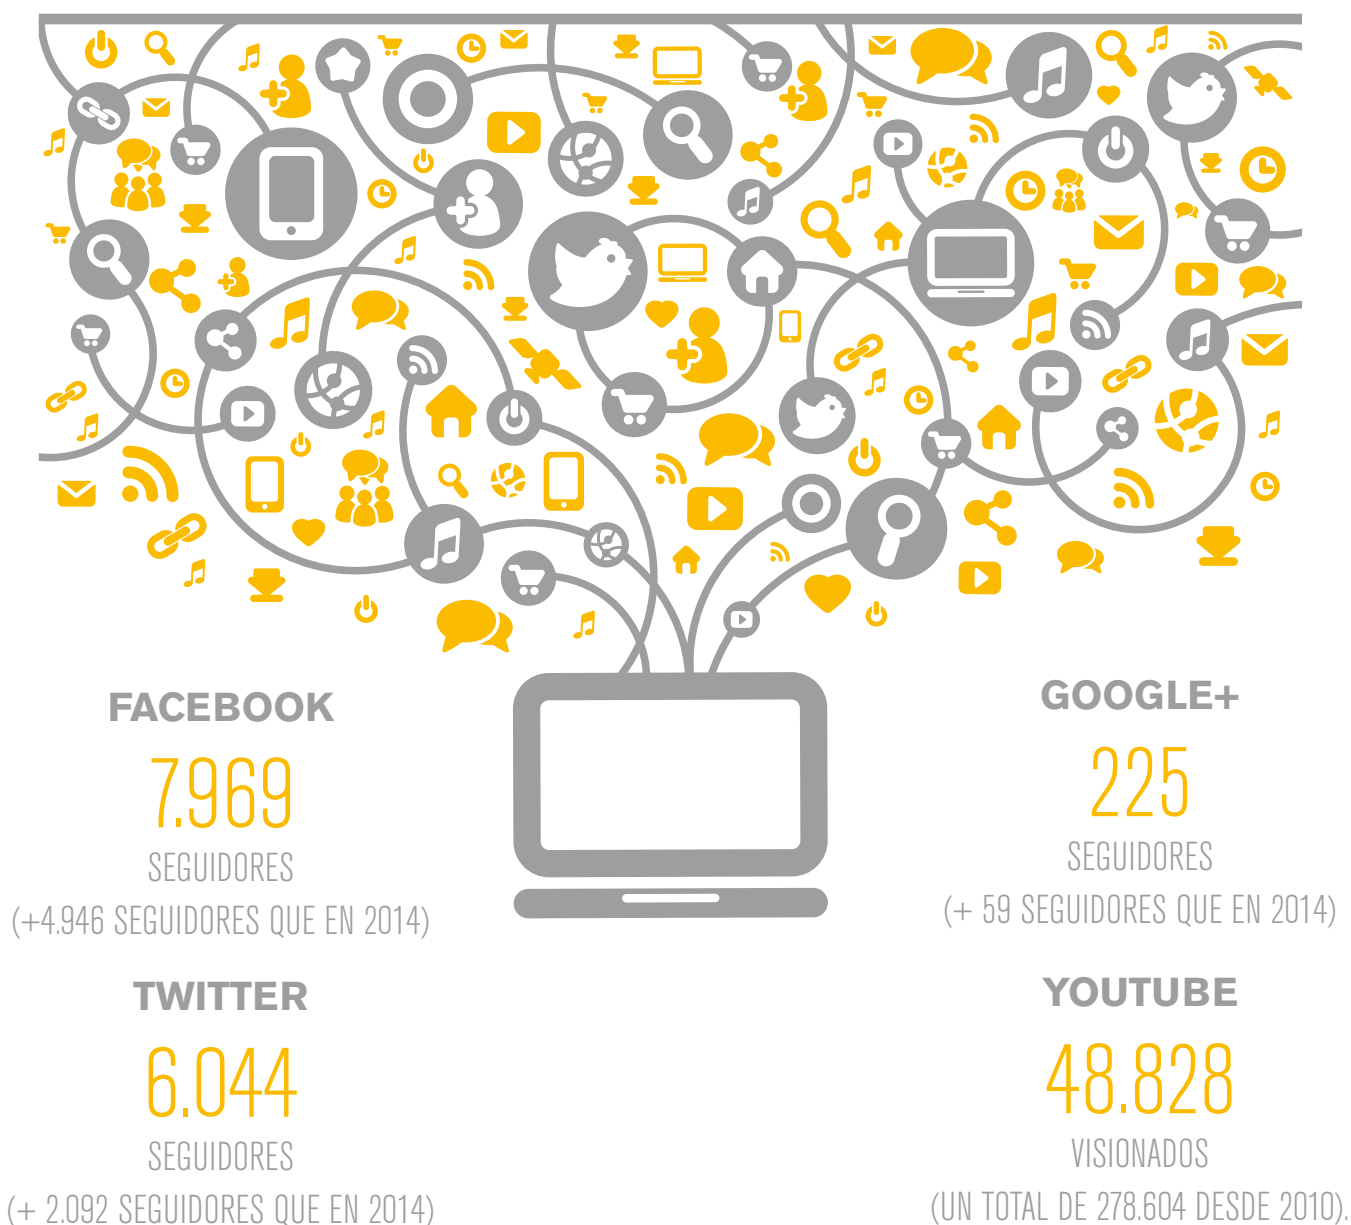 FACEBOOK
7.969
SEGUIDORES
(+4.946 SEGUIDORES QUE EN 2014)
TWITTER
6.044
SEGUIDORES
(+ 2.092 SEGUIDORES QUE EN 2014)
GOOGLE+
225
SEGUIDORES
(+ 59 SEGUIDORES QUE EN 2014)
YOUTUBE
48.828
VISIONADOS
(UN TOTAL DE 278.604 DESDE 2010).